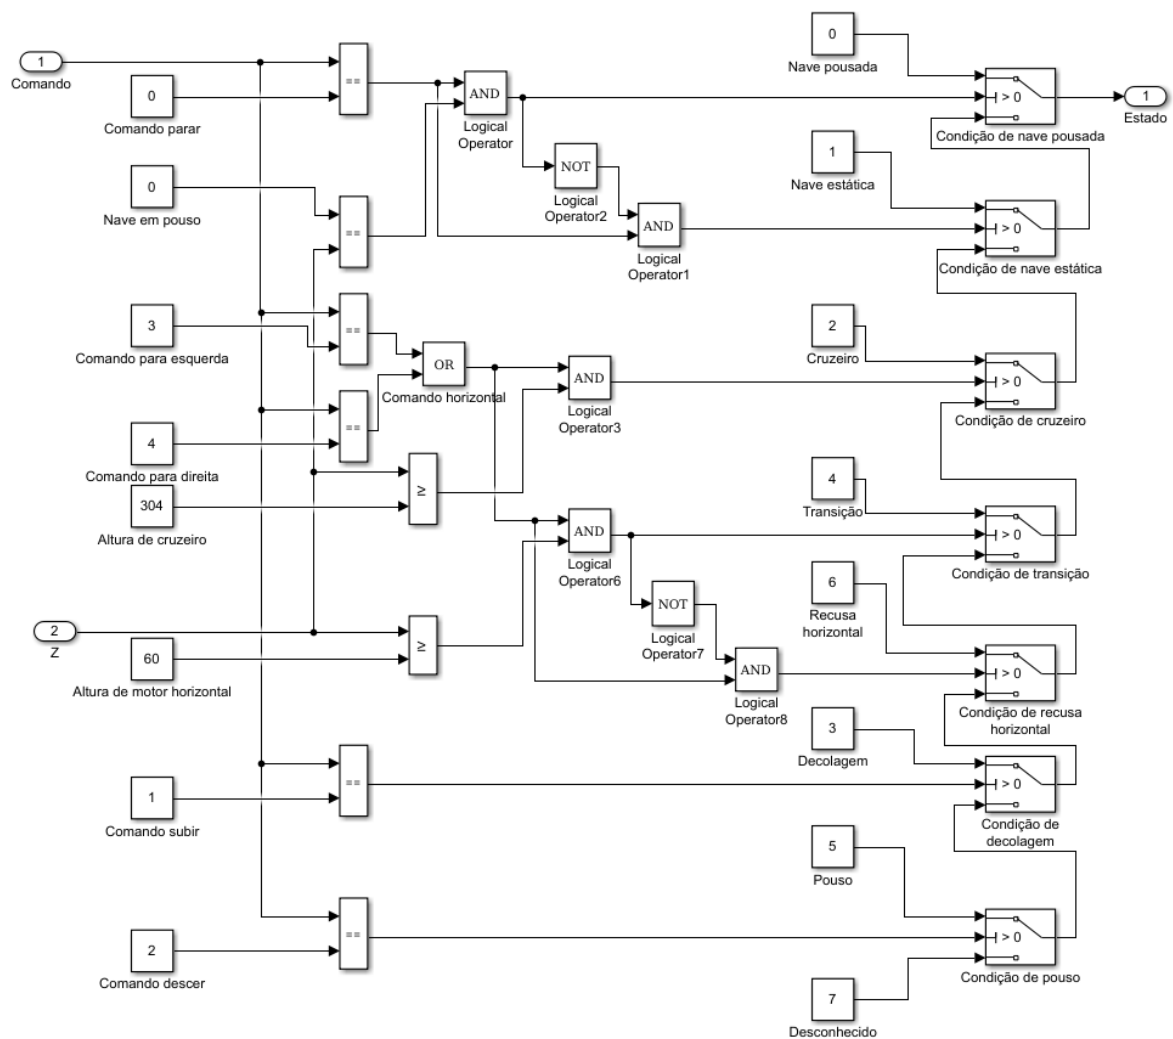 1
Comando
0
Comando parar
==
AND
Logical
Operator
0
Nave pousada
> 0
Condição de nave pousada
1
Estado
0
Nave em pouso
==
NOT
Logical
Operator2
AND
Logical
Operator1
1
Nave estática
> 0
Condição de nave estática
3
Comando para esquerda
==
OR
Comando horizontal
4
Comando para direita
==
AND
Logical
Operator3
2
Cruzeiro
> 0
Condição de cruzeiro
304
Altura de cruzeiro
≥
AND
Logical
Operator6
4
Transição
> 0
Condição de transição
2
Z
60
Altura de motor horizontal
≥
NOT
Logical
Operator7
AND
Logical
Operator8
6
Recusa
horizontal
> 0
Condição de recusa
horizontal
1
Comando subir
==
3
Decolagem
> 0
Condição de
decolagem
2
Comando descer
==
5
Pouso
> 0
Condição de pouso
7
Desconhecido